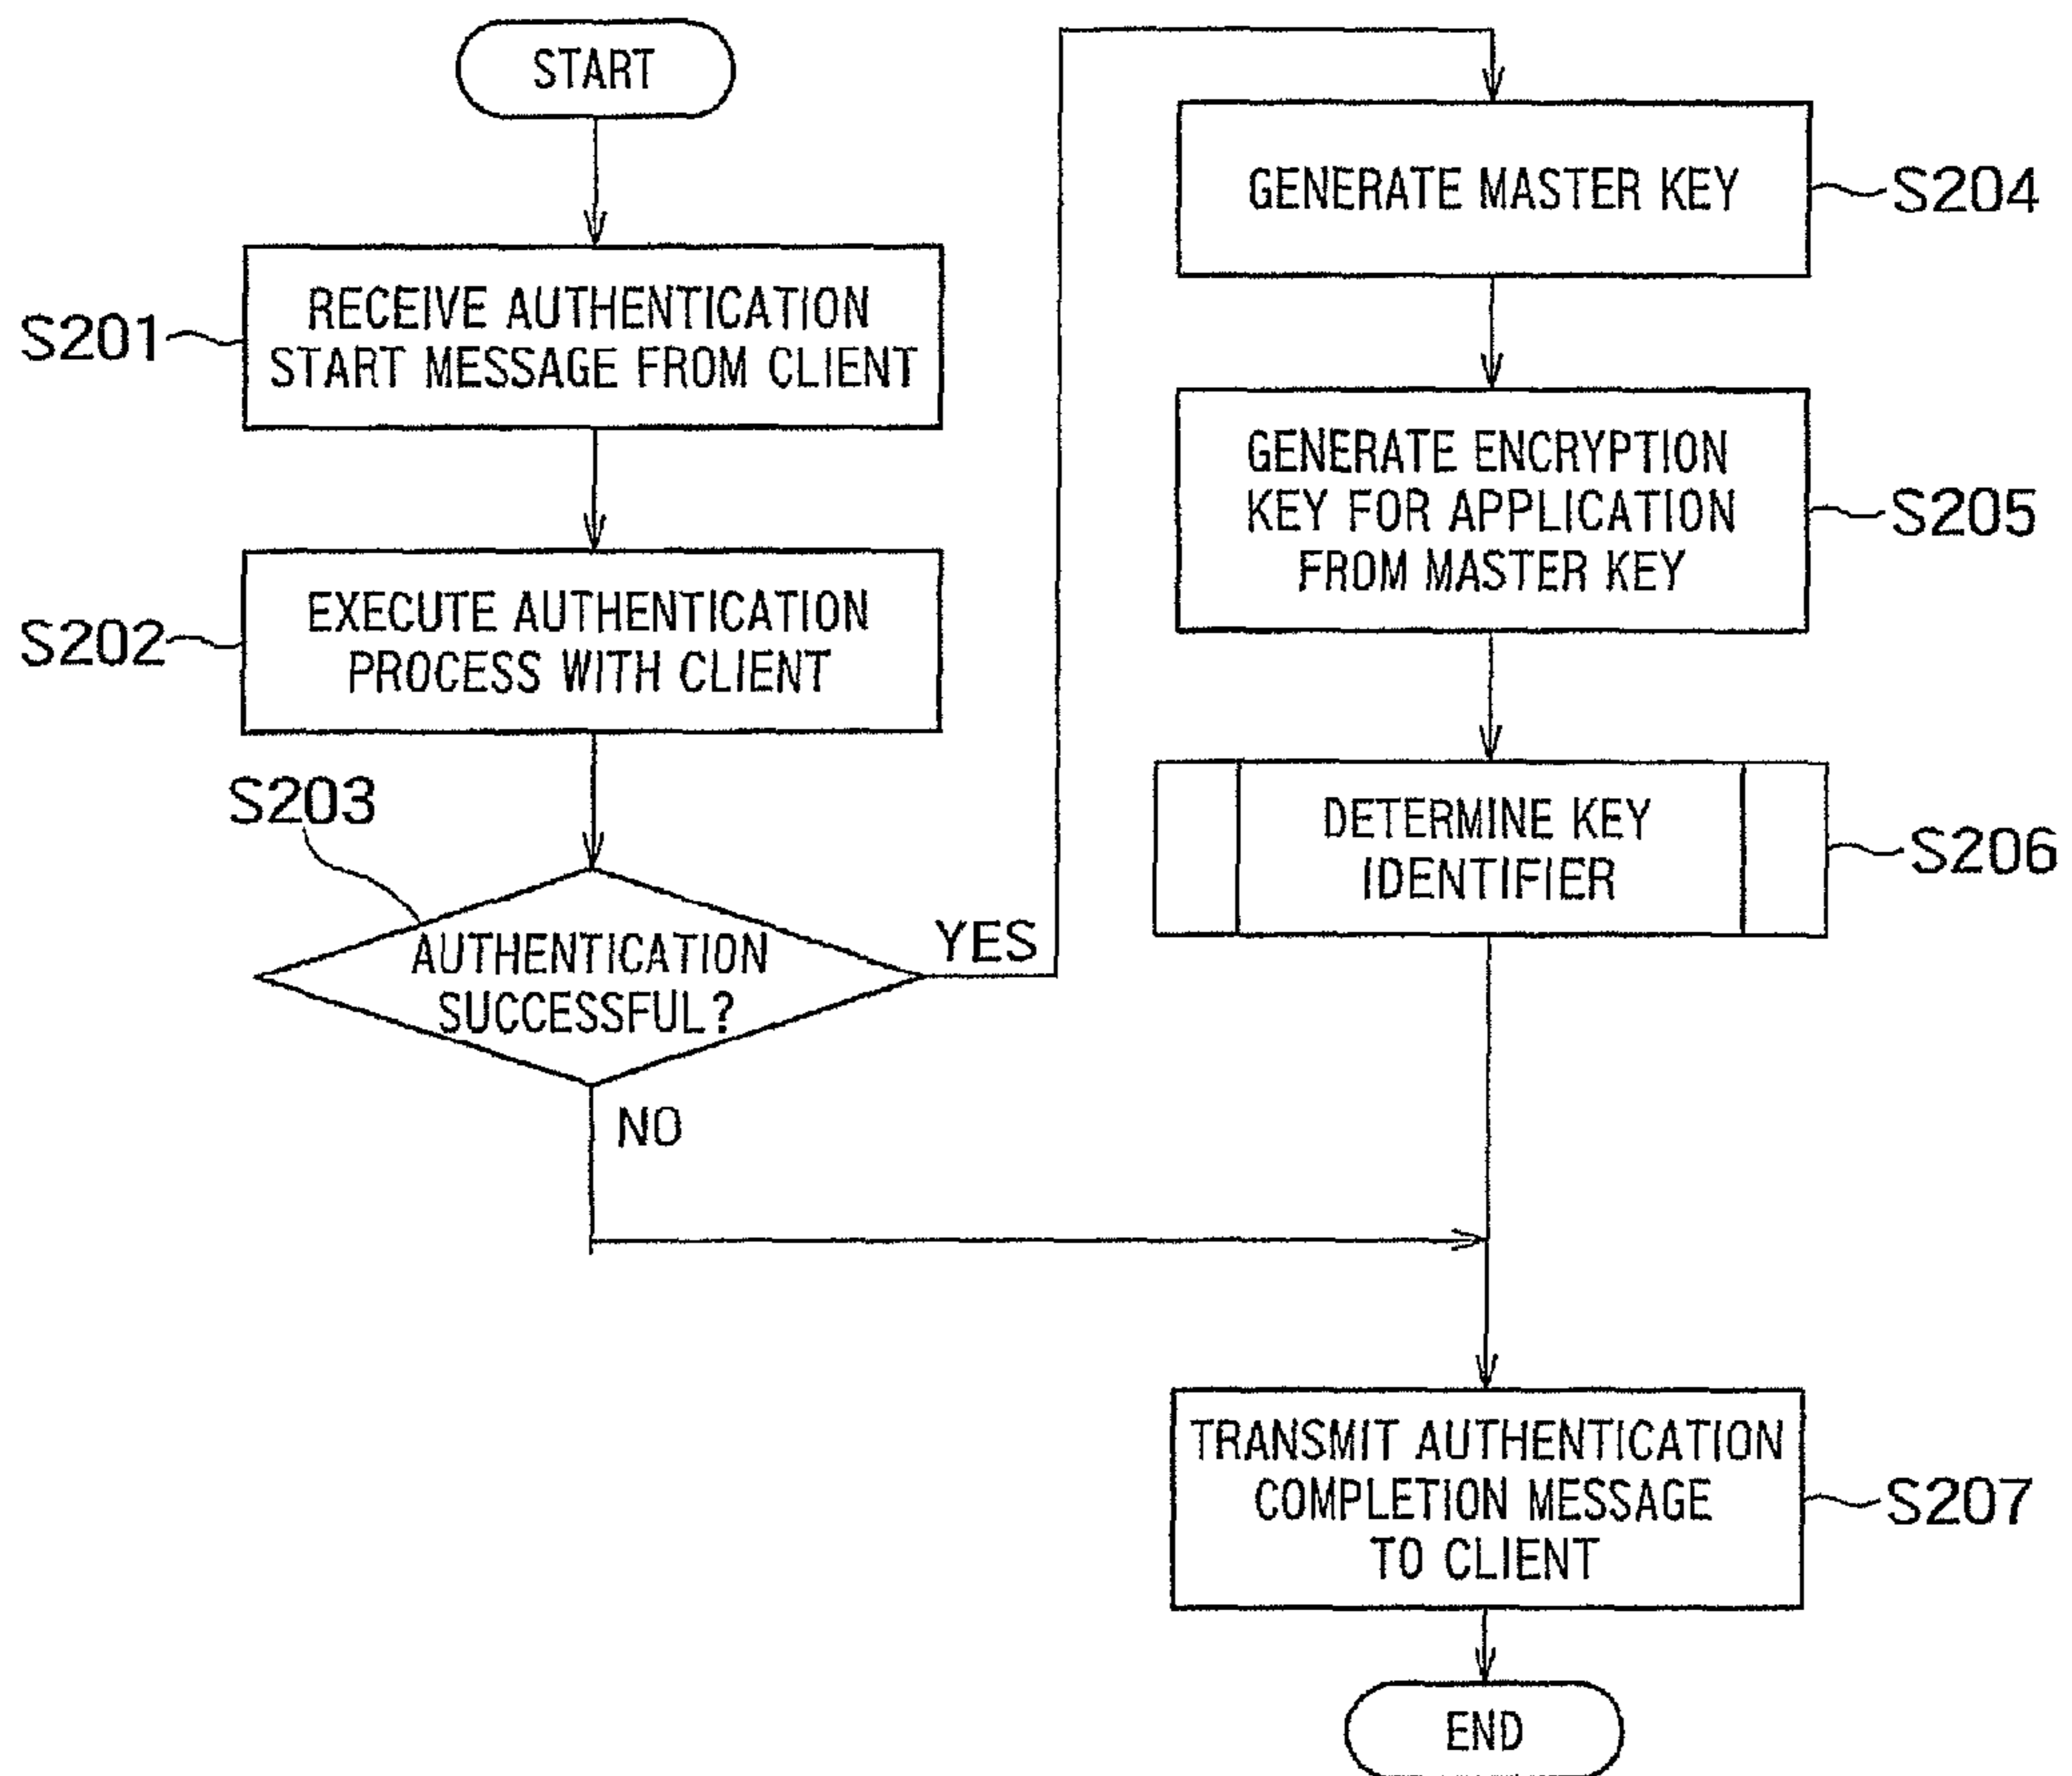 START
S201
RECEIVE AUTHENTICATION
START MESSAGE FROM CLIENT
S202
EXECUTE AUTHENTICATION
PROCESS WITH CLIENT
S203
AUTHENTICATION
SUCCESSFUL?
YES
NO
GENERATE MASTER KEY
S204
GENERATE ENCRYPTION
KEY FOR APPLICATION
FROM MASTER KEY
S205
DETERMINE KEY
IDENTIFIER
S206
TRANSMIT AUTHENTICATION
COMPLETION MESSAGE
TO CLIENT
S207
END